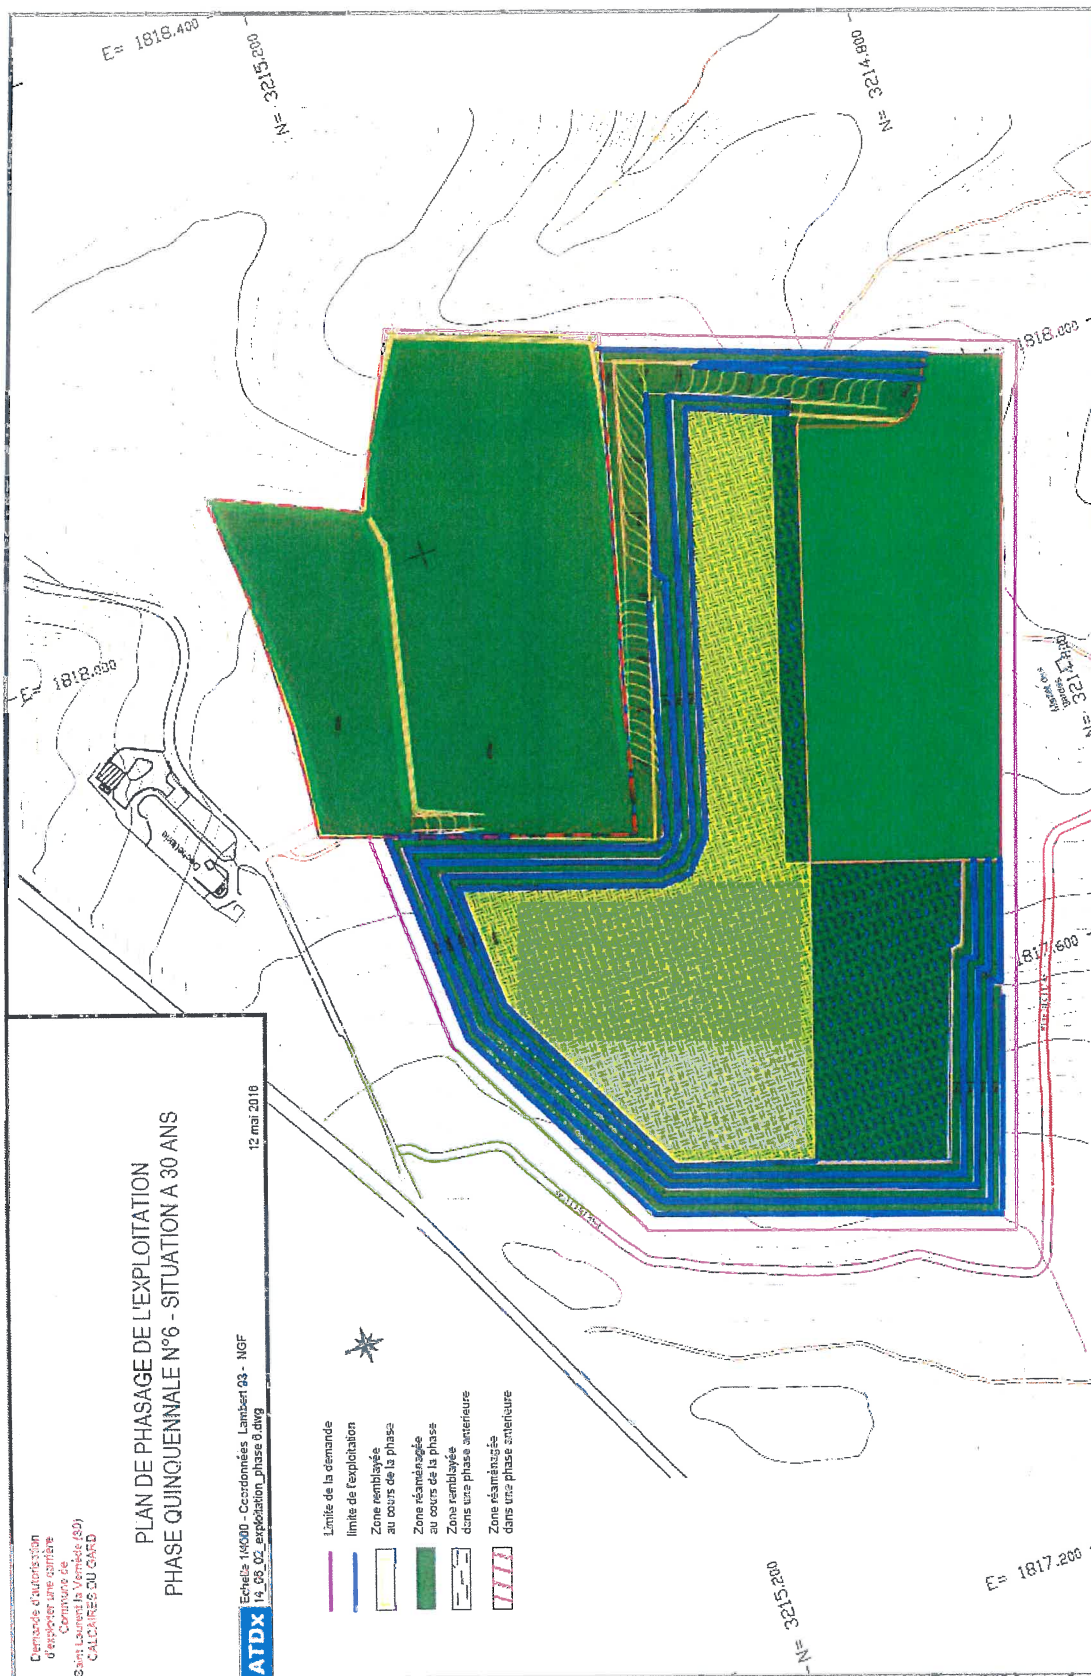 Demande d'autorisation
d'exploiter une carrière
Commune de
Saint Laurent la Vernède (30)
CALCAIRES DU GARD
PLAN DE PHASAGE DE L'EXPLOITATION
PHASE QUINQUENNALE N°6 - SITUATION A 30 ANS
12 mai 2016
ATDx
Echelle 1/4000 - Coordonnées Lambert 93 - NGF
14_06_02_exploitation_phase 6.dwg
Limite de la demande
limite de l'exploitation
Zone remblayée
au cours de la phase
Zone réaménagée
au cours de la phase
Zone remblayée
dans une phase antérieure
Zone réaménagée
dans une phase antérieure
E= 1818.400
N= 3215.200
N= 3214.800
E= 1818.000
1818.000
1817.600
N= 3215.200
E= 1817.200